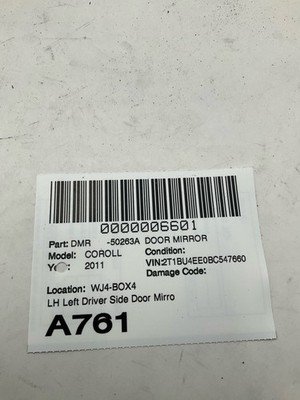 0000006601
Part: DMR -50263A DOOR MIRROR
Model: COROLL Condition:
Year: 2011 VIN:2T1BU4EE0BC547660
Damage Code:
Location: WJ4-BOX4
LH Left Driver Side Door Mirro
A761